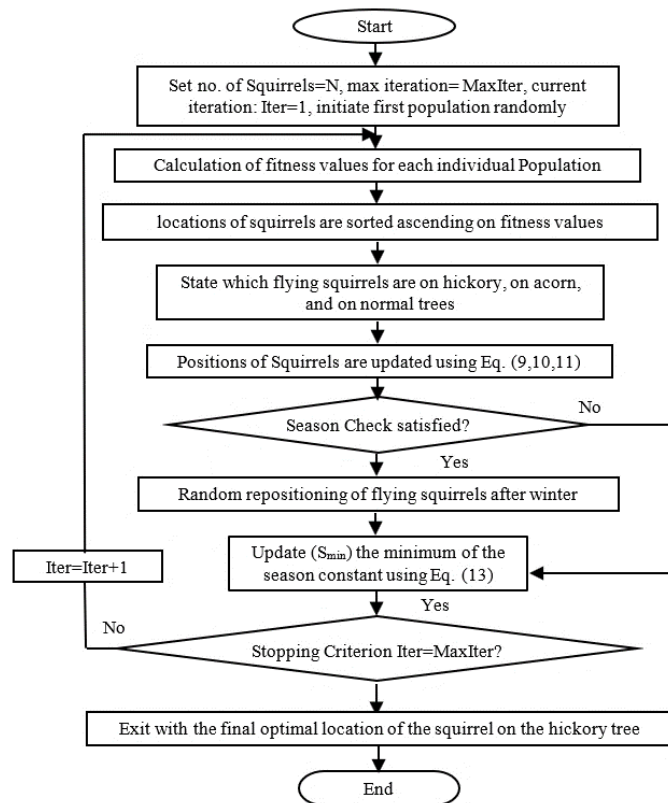 Start
Set no. of Squirrels=N, max iteration= MaxIter, current
iteration: Iter=1, initiate first population randomly
Calculation of fitness values for each individual Population
locations of squirrels are sorted ascending on fitness values
State which flying squirrels are on hickory, on acorn,
and on normal trees
Positions of Squirrels are updated using Eq. (9,10,11)
No
Season Check satisfied?
Yes
Random repositioning of flying squirrels after winter
Update (Smin) the minimum of the
season constant using Eq. (13)
Iter=Iter+1
Yes
No
Stopping Criterion Iter=MaxIter?
Exit with the final optimal location of the squirrel on the hickory tree
End